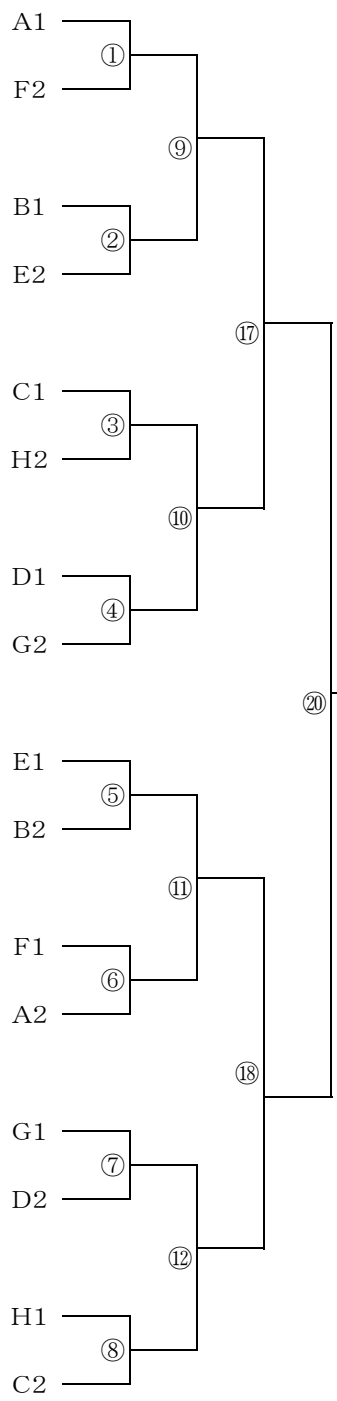 A1
①
F2
⑨
B1
②
E2
⑰
C1
③
H2
⑩
D1
④
G2
⑳
E1
⑤
B2
⑪
F1
⑥
A2
⑱
G1
⑦
D2
⑫
H1
⑧
C2